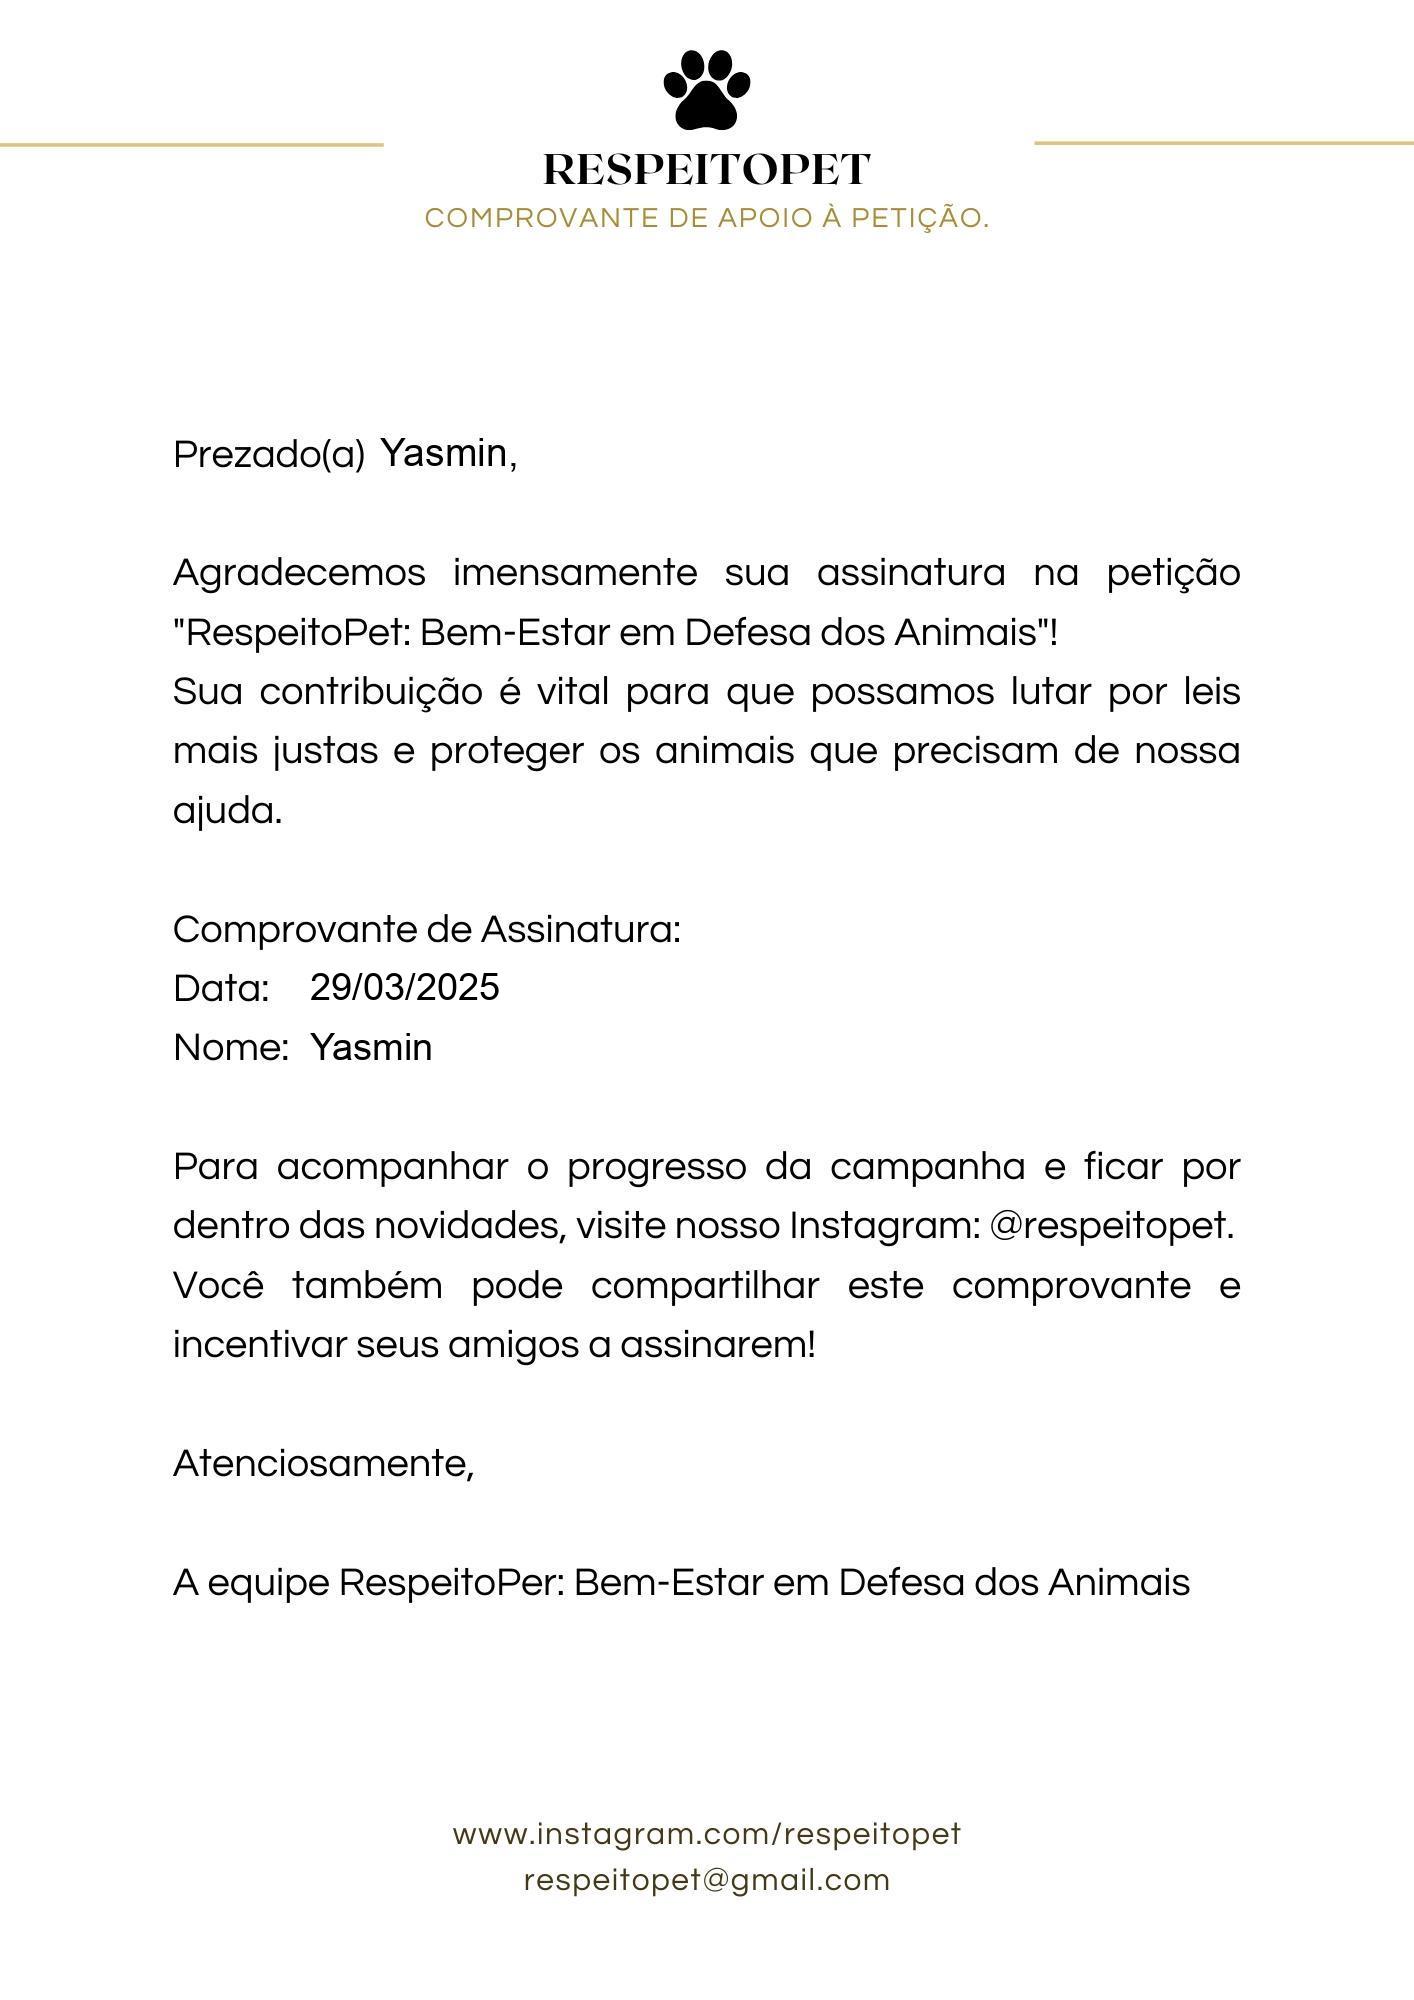 RESPEITOPET
COMPROVANTE DE APOIO À PETIÇÃO.
Prezado(a) Yasmin,
Agradecemos imensamente sua assinatura na petição
"RespeitoPet: Bem-Estar em Defesa dos Animais"!
Sua contribuição é vital para que possamos lutar por leis
mais justas e proteger os animais que precisam de nossa
ajuda.
Comprovante de Assinatura:
Data: 29/03/2025
Nome: Yasmin
Para acompanhar o progresso da campanha e ficar por
dentro das novidades, visite nosso Instagram: @respeitopet.
Você também pode compartilhar este comprovante e
incentivar seus amigos a assinarem!
Atenciosamente,
A equipe RespeitoPer: Bem-Estar em Defesa dos Animais
www.instagram.com/respeitopet
respeitopet@gmail.com